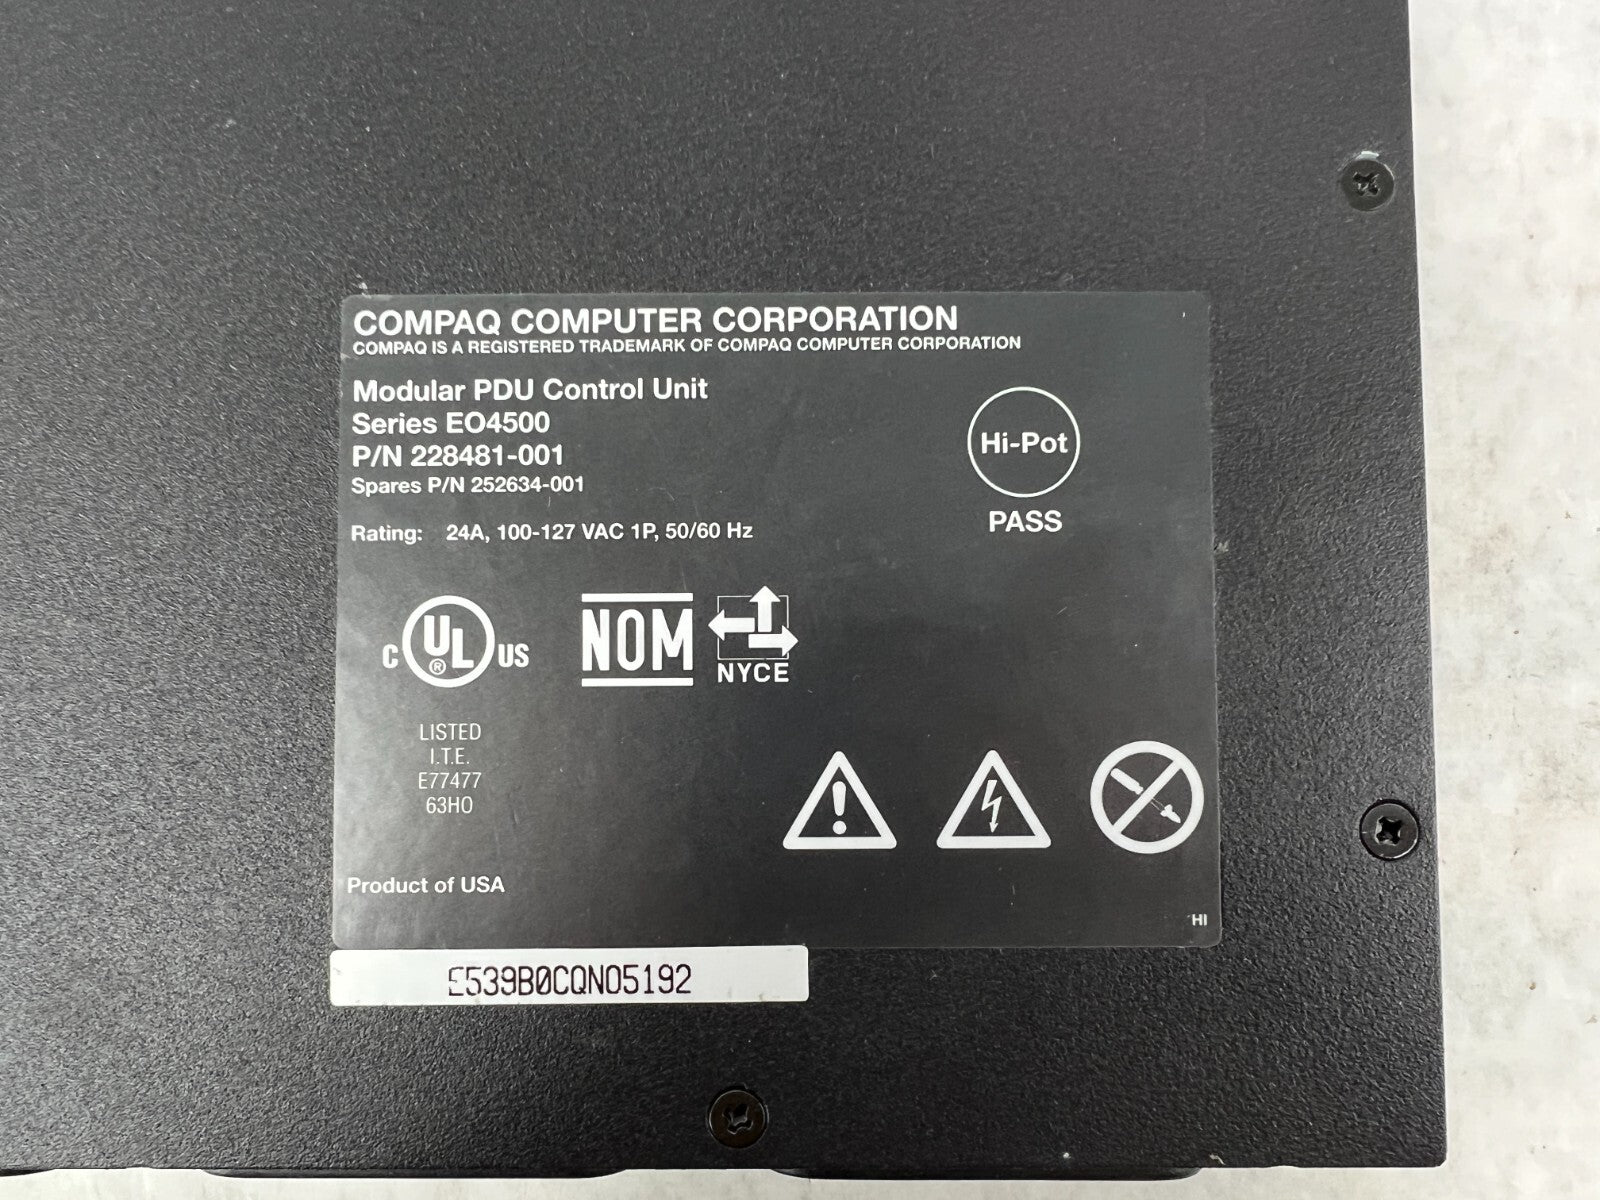 COMPAQ COMPUTER CORPORATION
COMPAQ IS A REGISTERED TRADEMARK OF COMPAQ COMPUTER CORPORATION
Modular PDU Control Unit
Series EO4500
P/N 228481-001
Spares P/N 252634-001
Rating: 24A, 100-127 VAC 1P, 50/60 Hz
Hi-Pot
PASS
C UL ® US
NOM
NYCE
LISTED
I.T.E.
E77477
63HO
Product of USA
HI
E539B0CQN05192